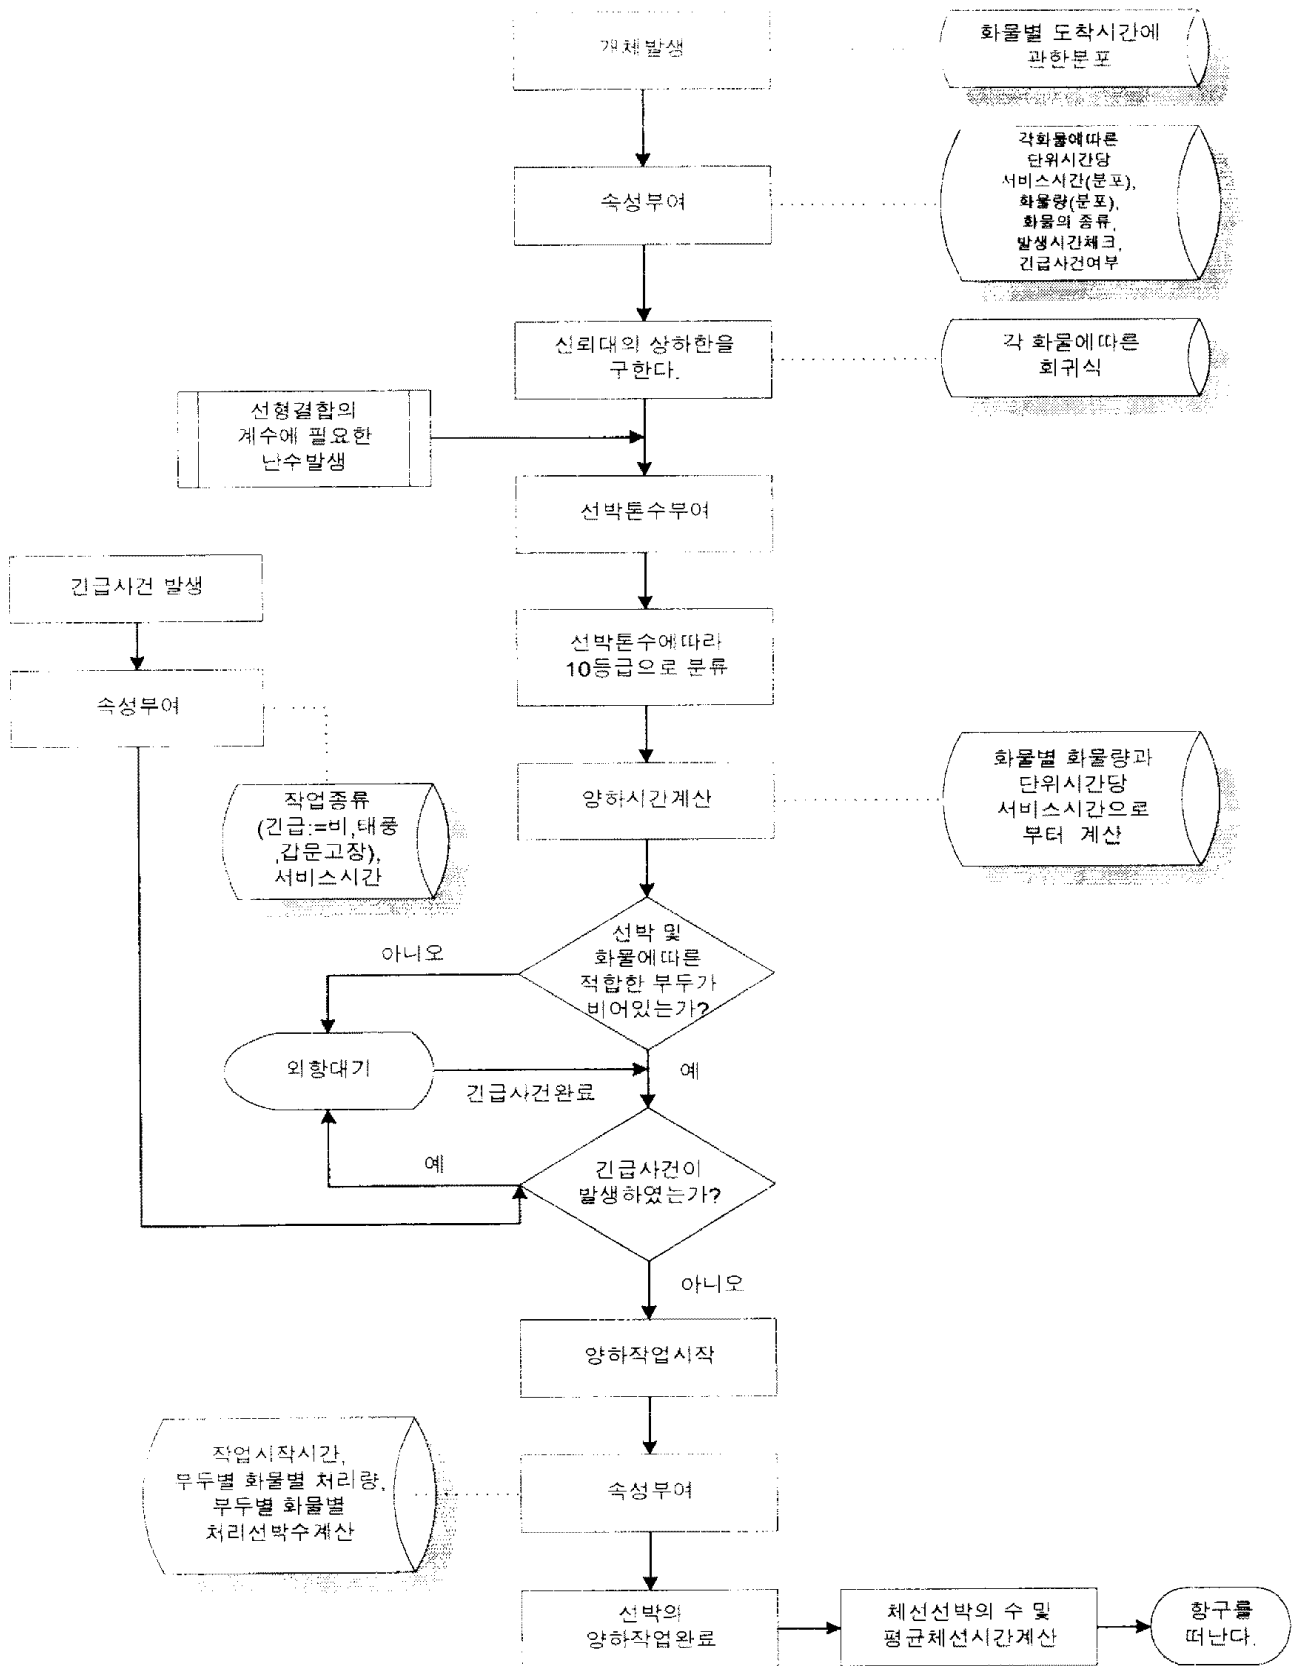 개체발생
화물별 도착시간에
관한분포
각화물에따른
단위시간당
서비스시간(분포),
화물량(분포),
화물의 종류,
발생시간체크,
긴급사건여부
속성부여
신뢰대의 상하한을
구한다.
각 화물에따른
회귀식
선형결합의
계수에 필요한
난수발생
선박톤수부여
긴급사건 발생
선박톤수에따라
10등급으로 분류
속성부여
작업종류
(긴급:=비,태풍
,갑문고장),
서비스시간
양하시간계산
화물별 화물량과
단위시간당
서비스시간으로
부터 계산
선박 및
화물에따른
적합한 부두가
비어있는가?
아니오
외항대기
예
긴급사건완료
예
긴급사건이
발생하였는가?
아니오
양하작업시작
작업시작시간,
부두별 화물별 처리량,
부두별 화물별
처리선박수계산
속성부여
선박의
양하작업완료
체선선박의 수 및
평균체선시간계산
항구를
떠난다.